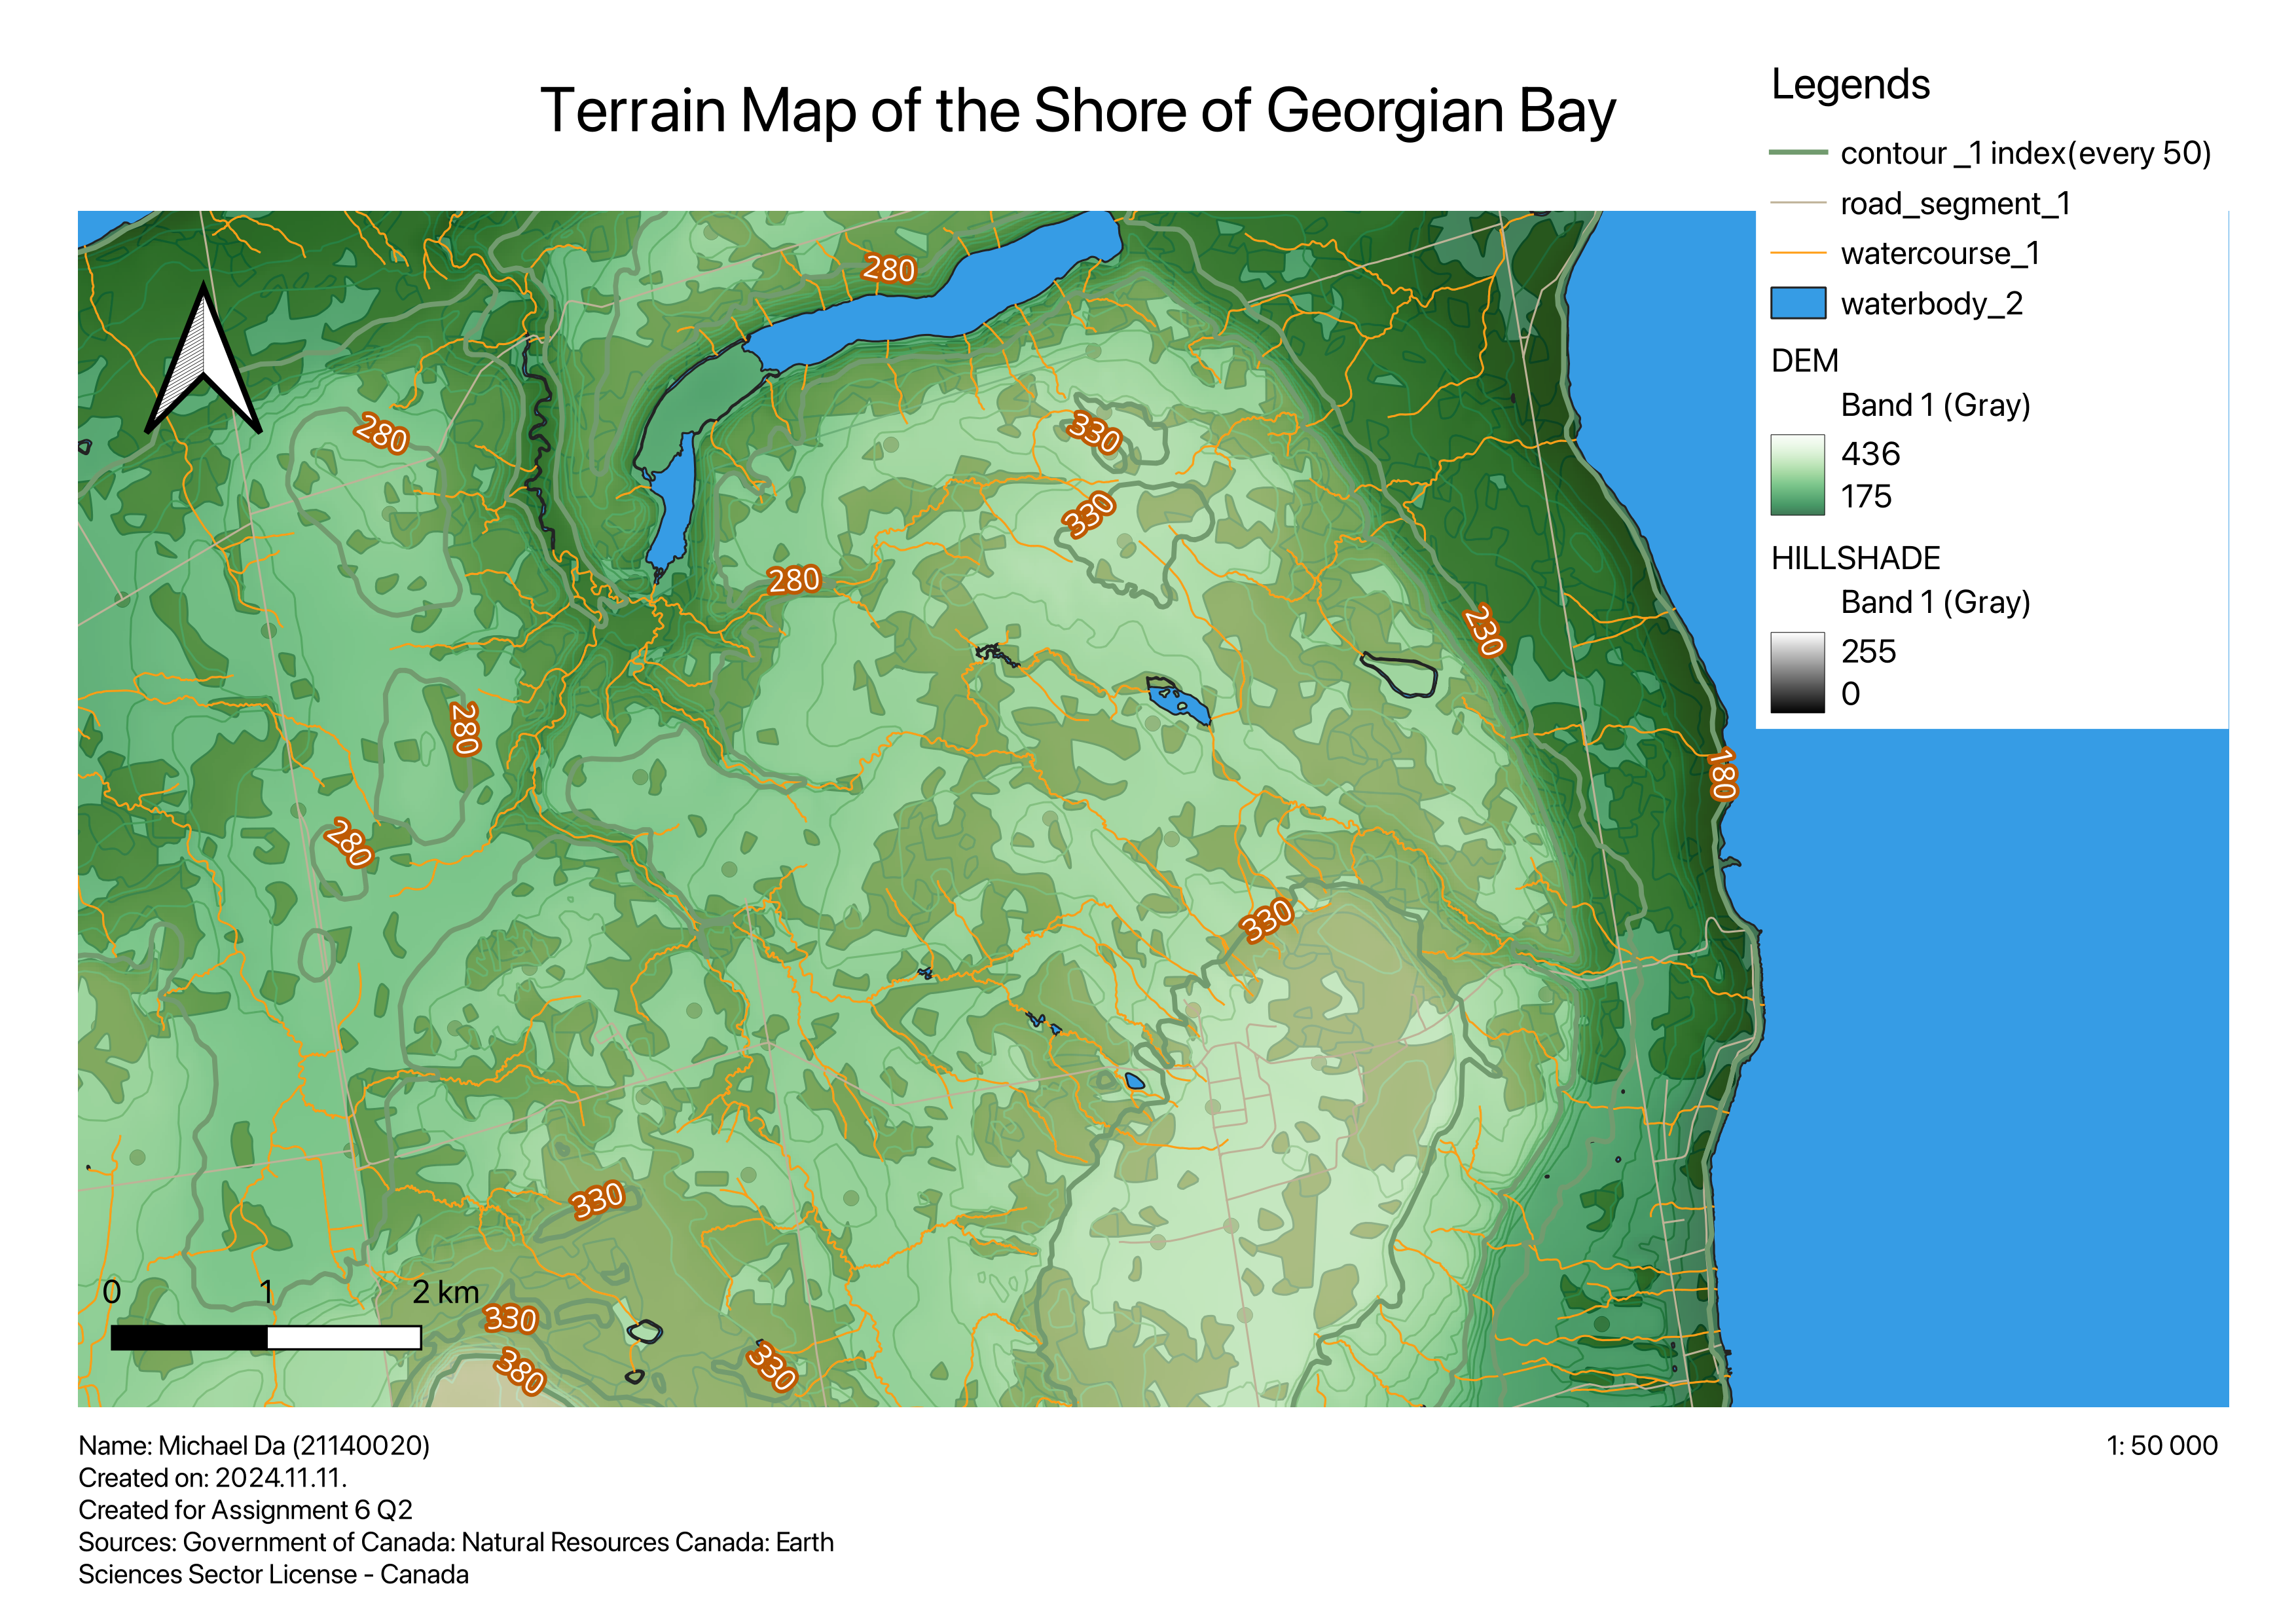 Terrain Map of the Shore of Georgian Bay
Legends
contour _1 index(every 50)
road_segment_1
watercourse_1
waterbody_2
DEM
Band 1 (Gray)
436
175
HILLSHADE
Band 1 (Gray)
255
0
280
280
330
330
280
230
280
180
280
330
330
330
380
330
0 1 2 km
Name: Michael Da (21140020)
Created on: 2024.11.11.
Created for Assignment 6 Q2
Sources: Government of Canada: Natural Resources Canada: Earth
Sciences Sector License - Canada
1: 50 000